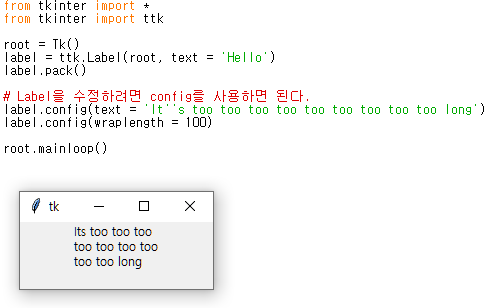 from tkinter import *
from tkinter import ttk
root = Tk()
label = ttk.Label(root, text = 'Hello')
label.pack()
# Label을 수정하려면 config를 사용하면 된다.
label.config(text = 'It''s too too too too too too too too too long')
label.config(wraplength = 100)
root.mainloop()
tk
Its too too too
too too too too
too too long